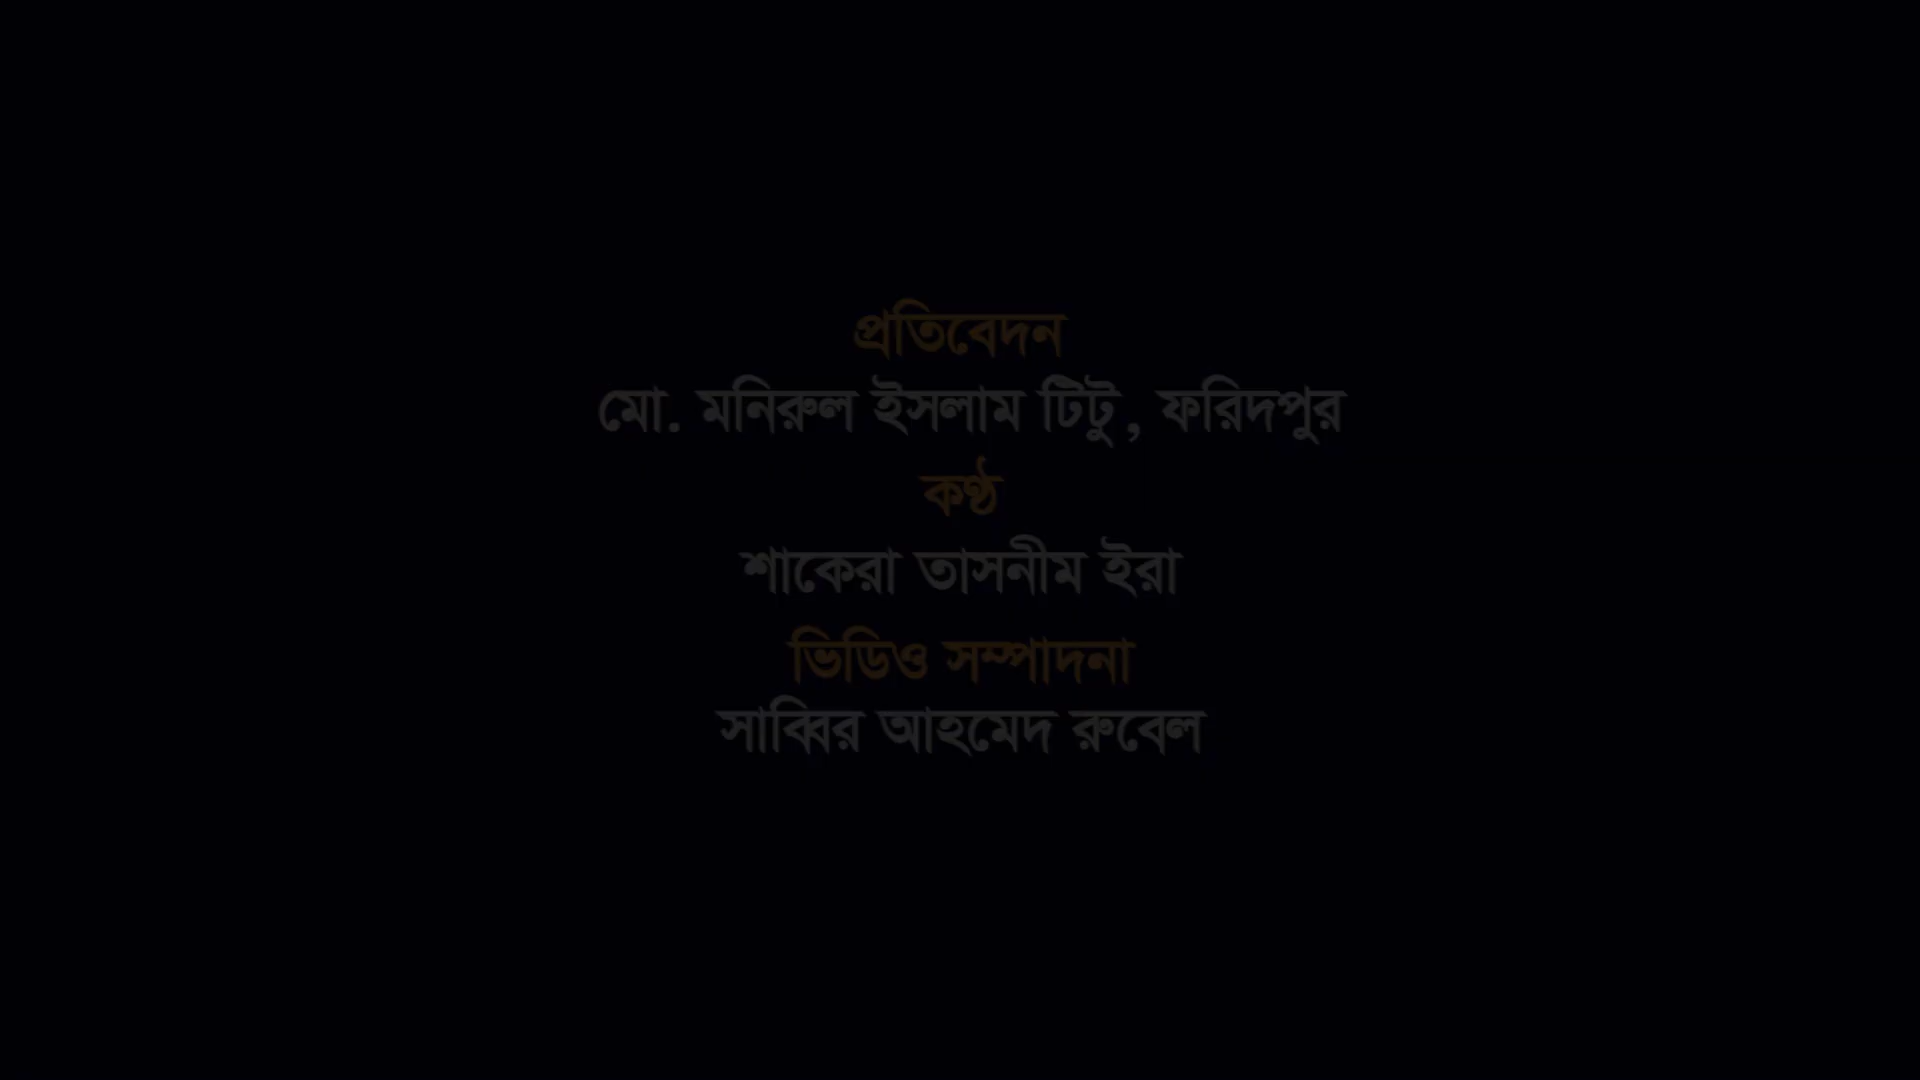 প্রতিবেদন
মো. মনিরুল ইসলাম টিটু, ফরিদপুর
কণ্ঠ
শাকেরা তাসনীম ইরা
ভিডিও সম্পাদনা
সাব্বির আহমেদ রুবেল